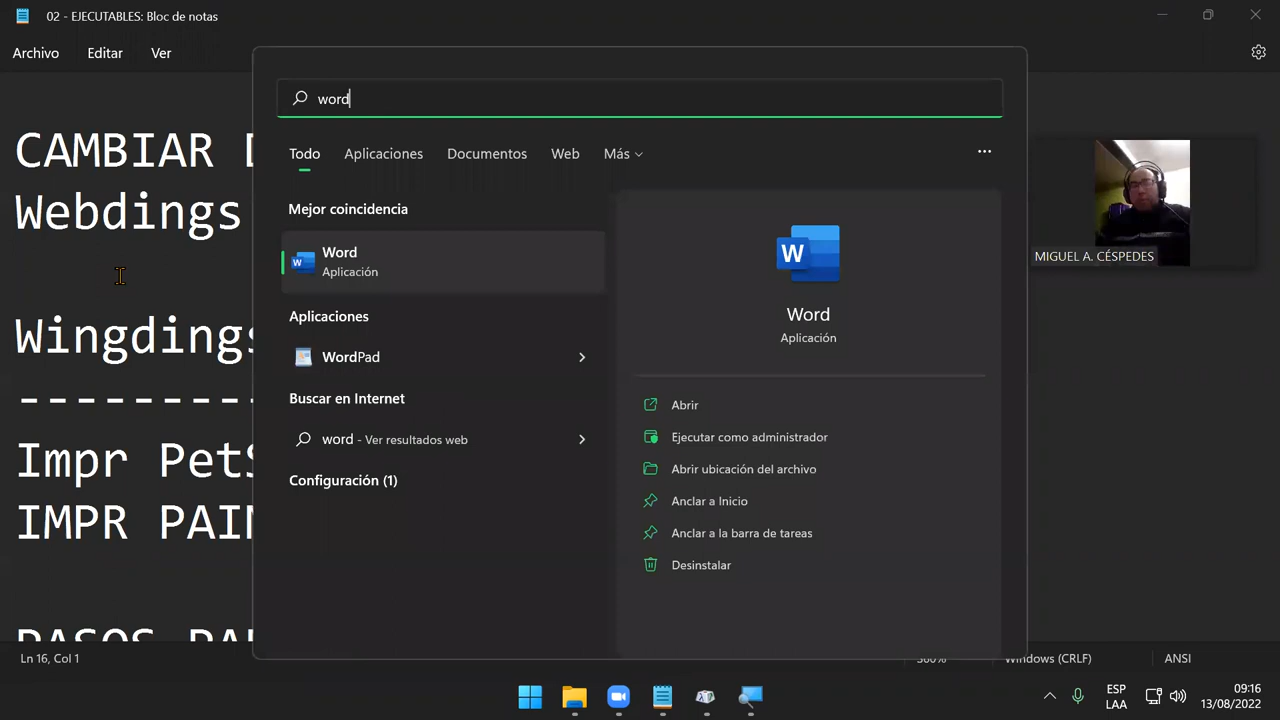 02 - EJECUTABLES: Bloc de notas
Archivo Editar Ver
word
Todo Aplicaciones Documentos Web Más
CAMBIAR
Webdings
Wingdings
---------
Impr
IMPR
Mejor coincidencia
Word
Aplicación
Aplicaciones
WordPad
Buscar en Internet
word - Ver resultados web
Configuración (1)
W
Word
Aplicación
Abrir
Ejecutar como administrador
Abrir ubicación del archivo
Anclar a Inicio
Anclar a la barra de tareas
Desinstalar
MIGUEL A. CÉSPEDES
Ln 16, Col 1
Windows (CRLF)
ANSI
ESP
LAA
09:16
13/08/2022